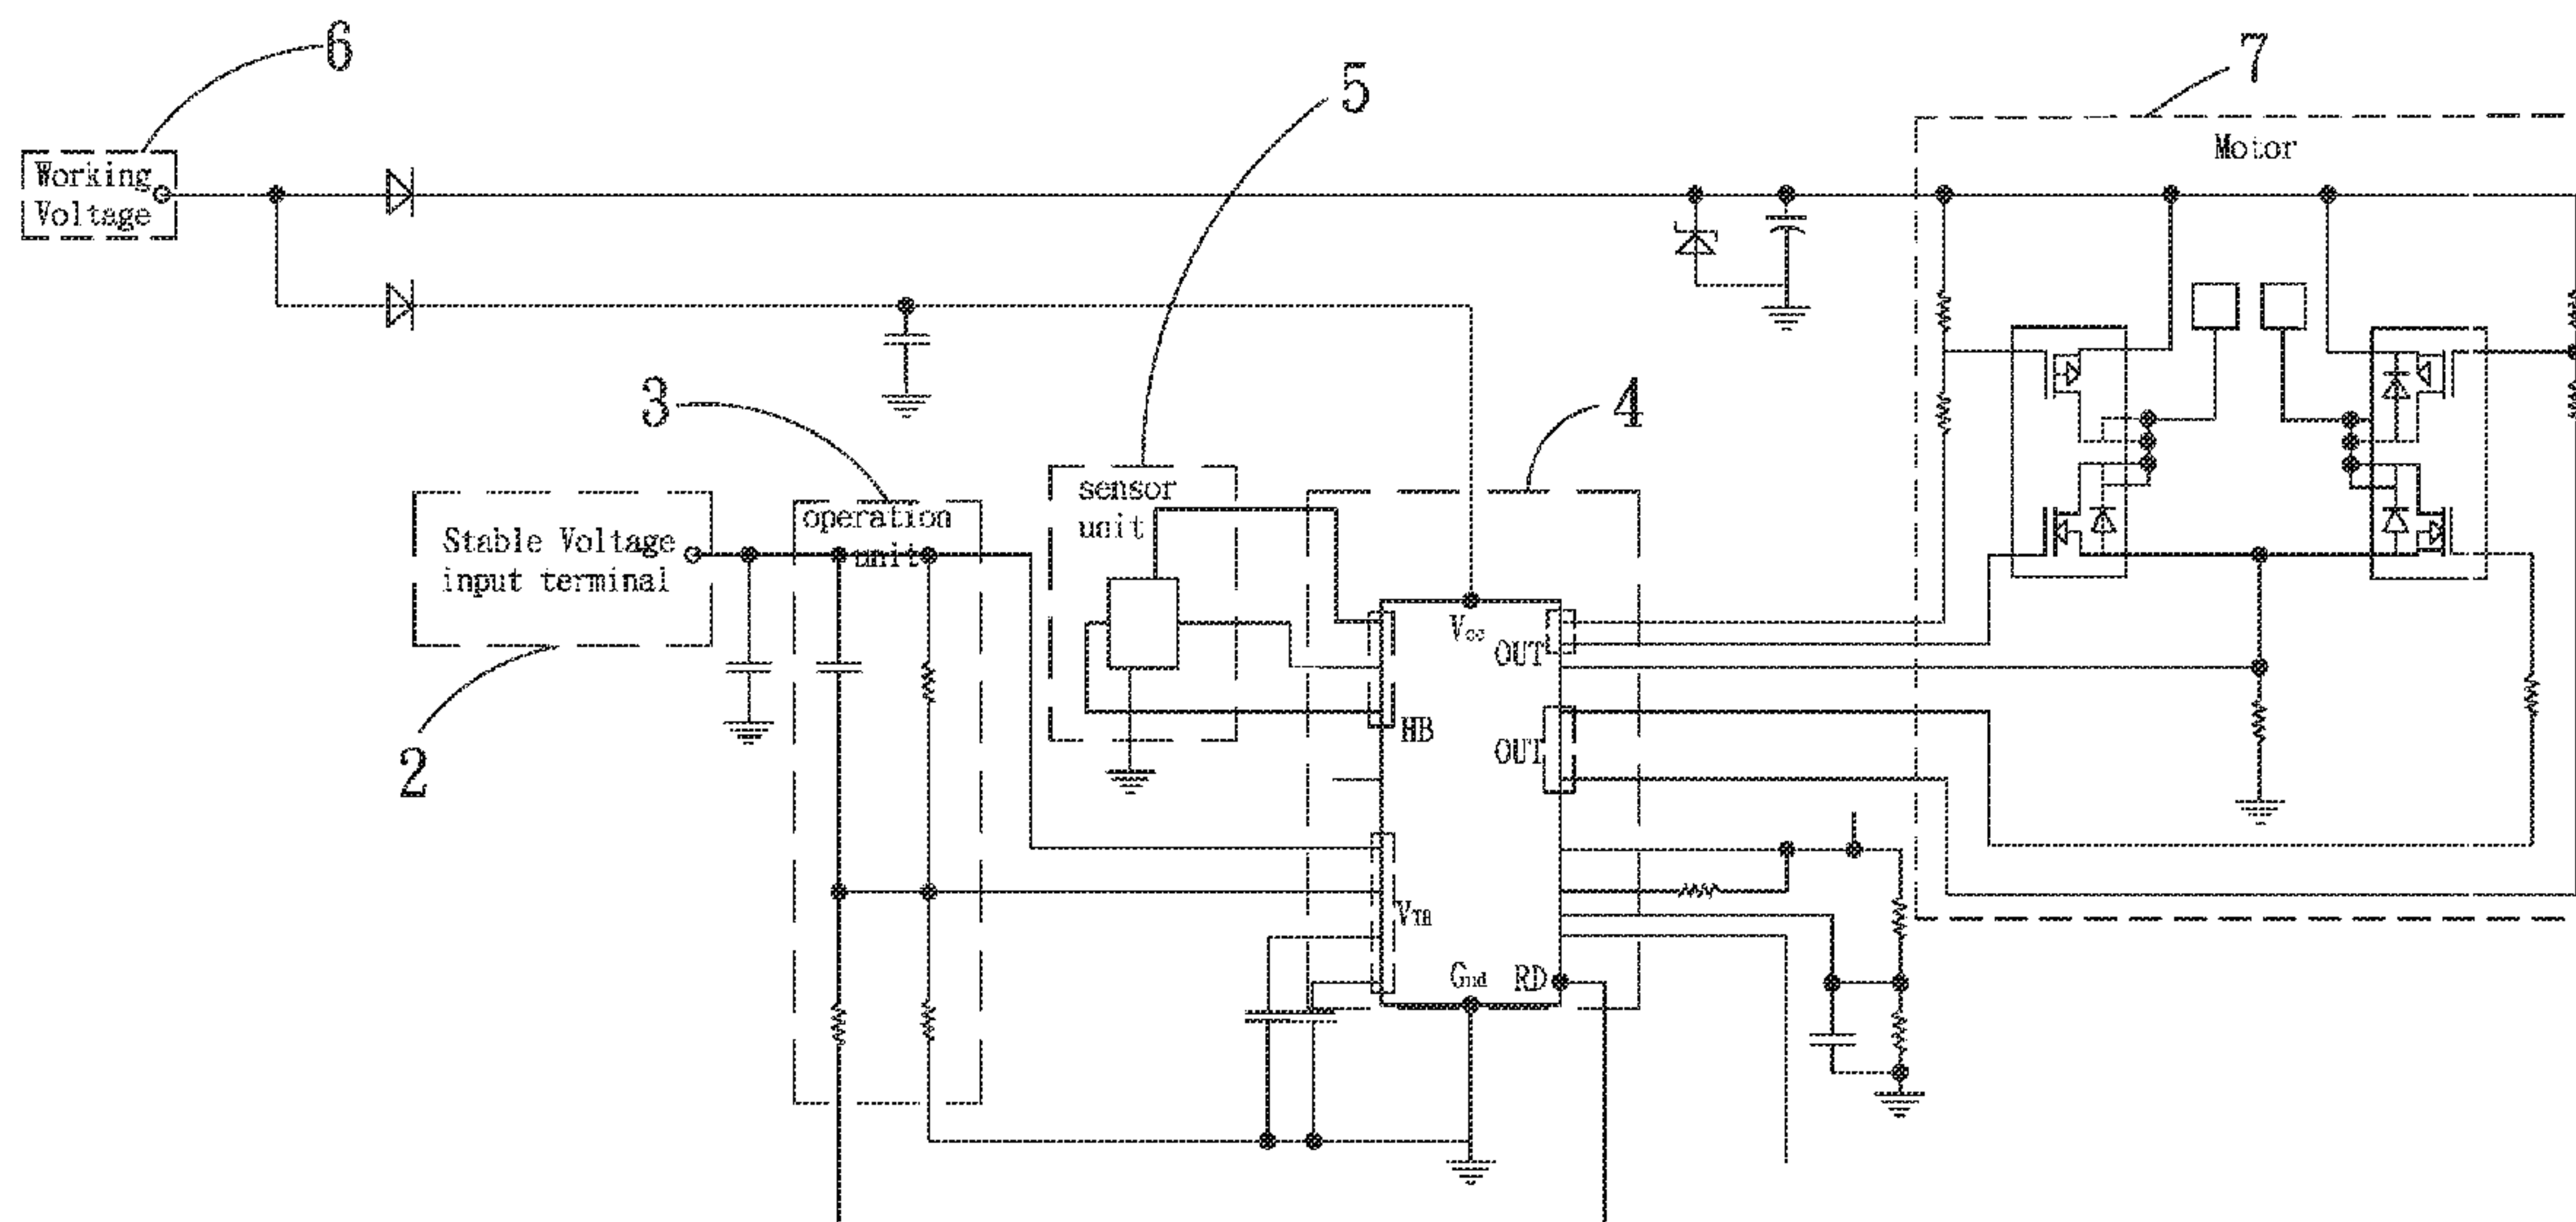 6
7
5
Motor
Working
Voltage
3
4
sensor
unit
operation
unit
Stable Voltage
input terminal
Vcc
OUT
HB
OUT
2
VTH
Gnd
RD